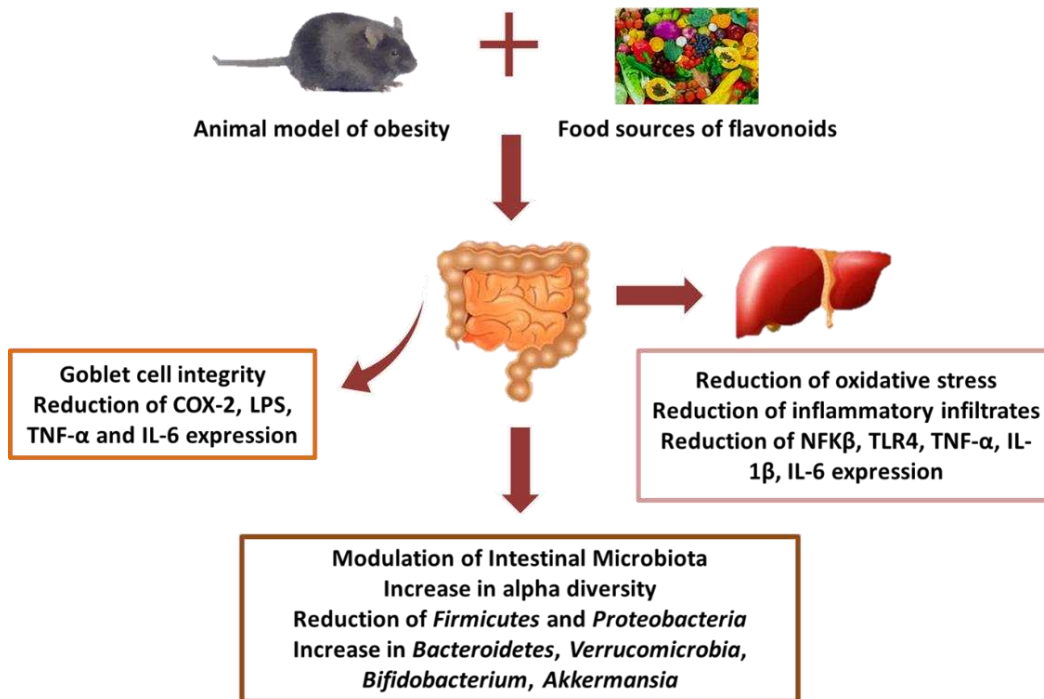 Animal model of obesity
Food sources of flavonoids
Goblet cell integrity
Reduction of COX-2, LPS,
TNF-α and IL-6 expression
Reduction of oxidative stress
Reduction of inflammatory infiltrates
Reduction of NFKβ, TLR4, TNF-α, IL-
1β, IL-6 expression
Modulation of Intestinal Microbiota
Increase in alpha diversity
Reduction of Firmicutes and Proteobacteria
Increase in Bacteroidetes, Verrucomicrobia,
Bifidobacterium, Akkermansia